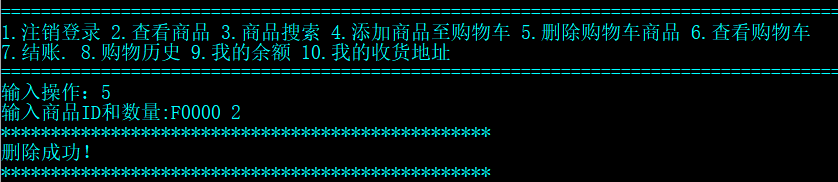 ================================================================================
1.注销登录 2.查看商品 3.商品搜索 4.添加商品至购物车 5.删除购物车商品 6.查看购物车
7.结账. 8.购物历史 9.我的余额 10.我的收货地址
================================================================================
输入操作：5
输入商品ID和数量:F0000 2
*************************************************
删除成功!
*************************************************